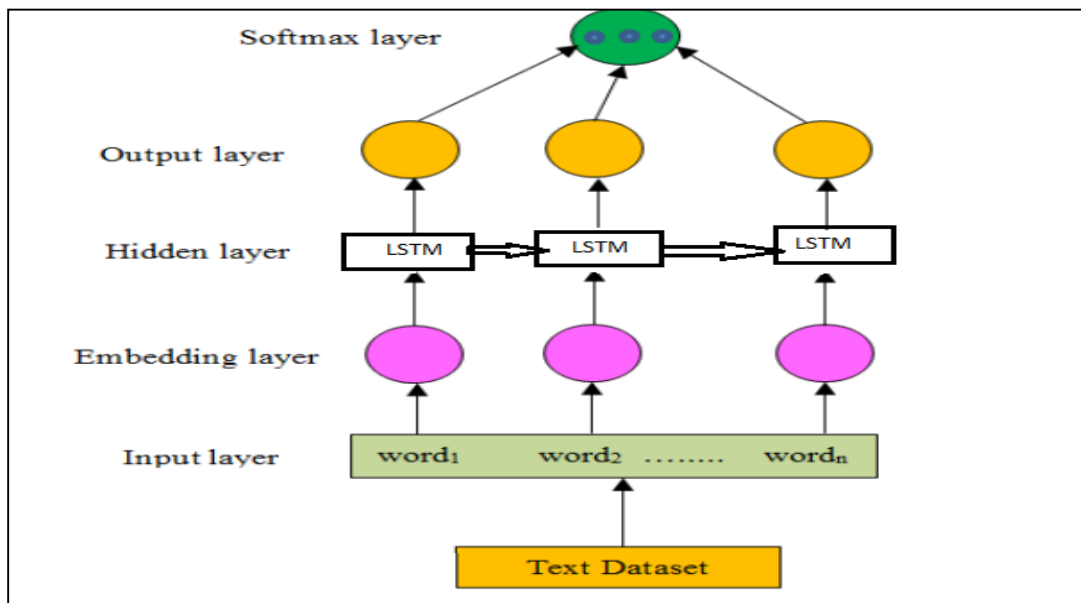 Softmax layer
Output layer
Hidden layer
LSTM
LSTM
LSTM
Embedding layer
Input layer
word₁ word₂ ........ wordₙ
Text Dataset